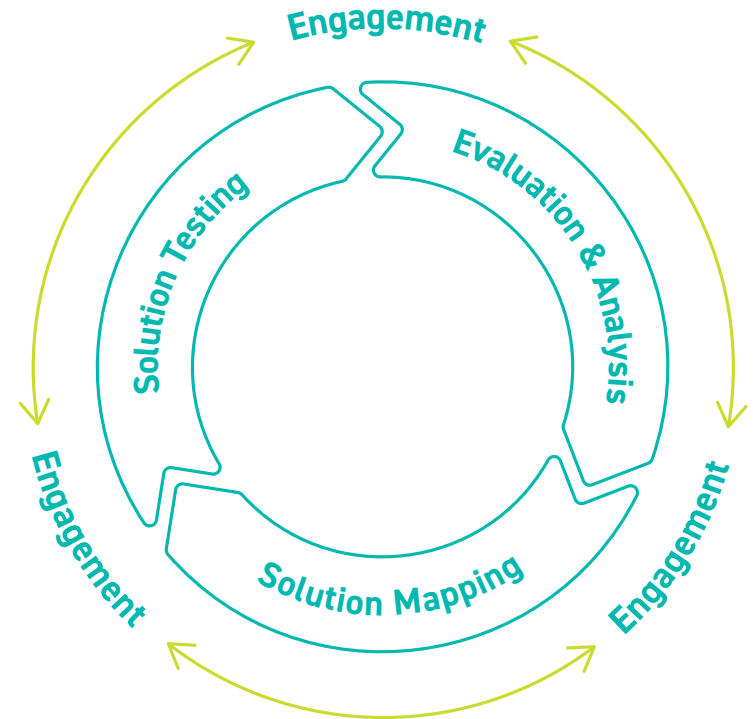 Engagement
Evaluation & Analysis
Engagement
Solution Mapping
Engagement
Solution Testing